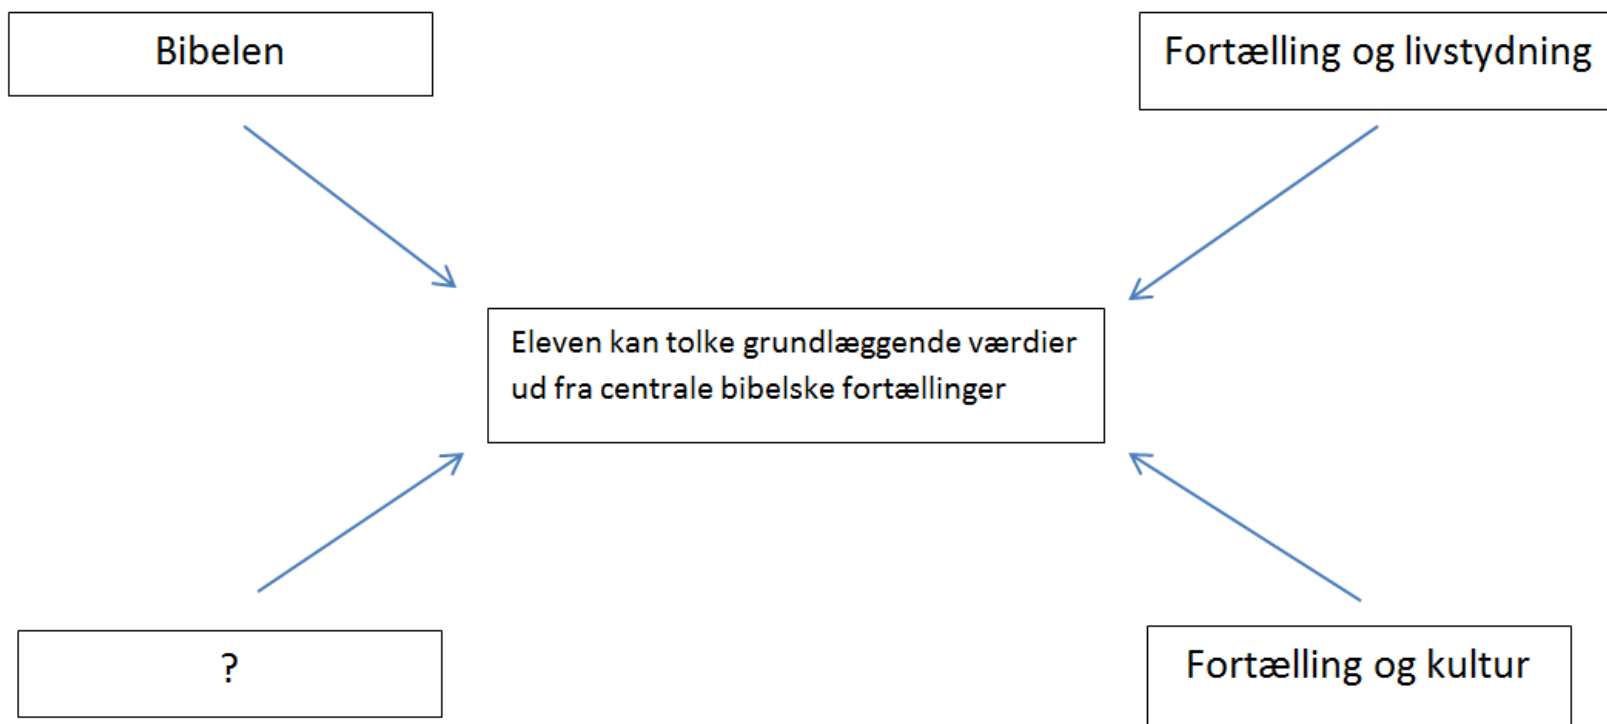 Bibelen
Fortælling og livstydning
Eleven kan tolke grundlæggende værdier
ud fra centrale bibelske fortællinger
?
Fortælling og kultur